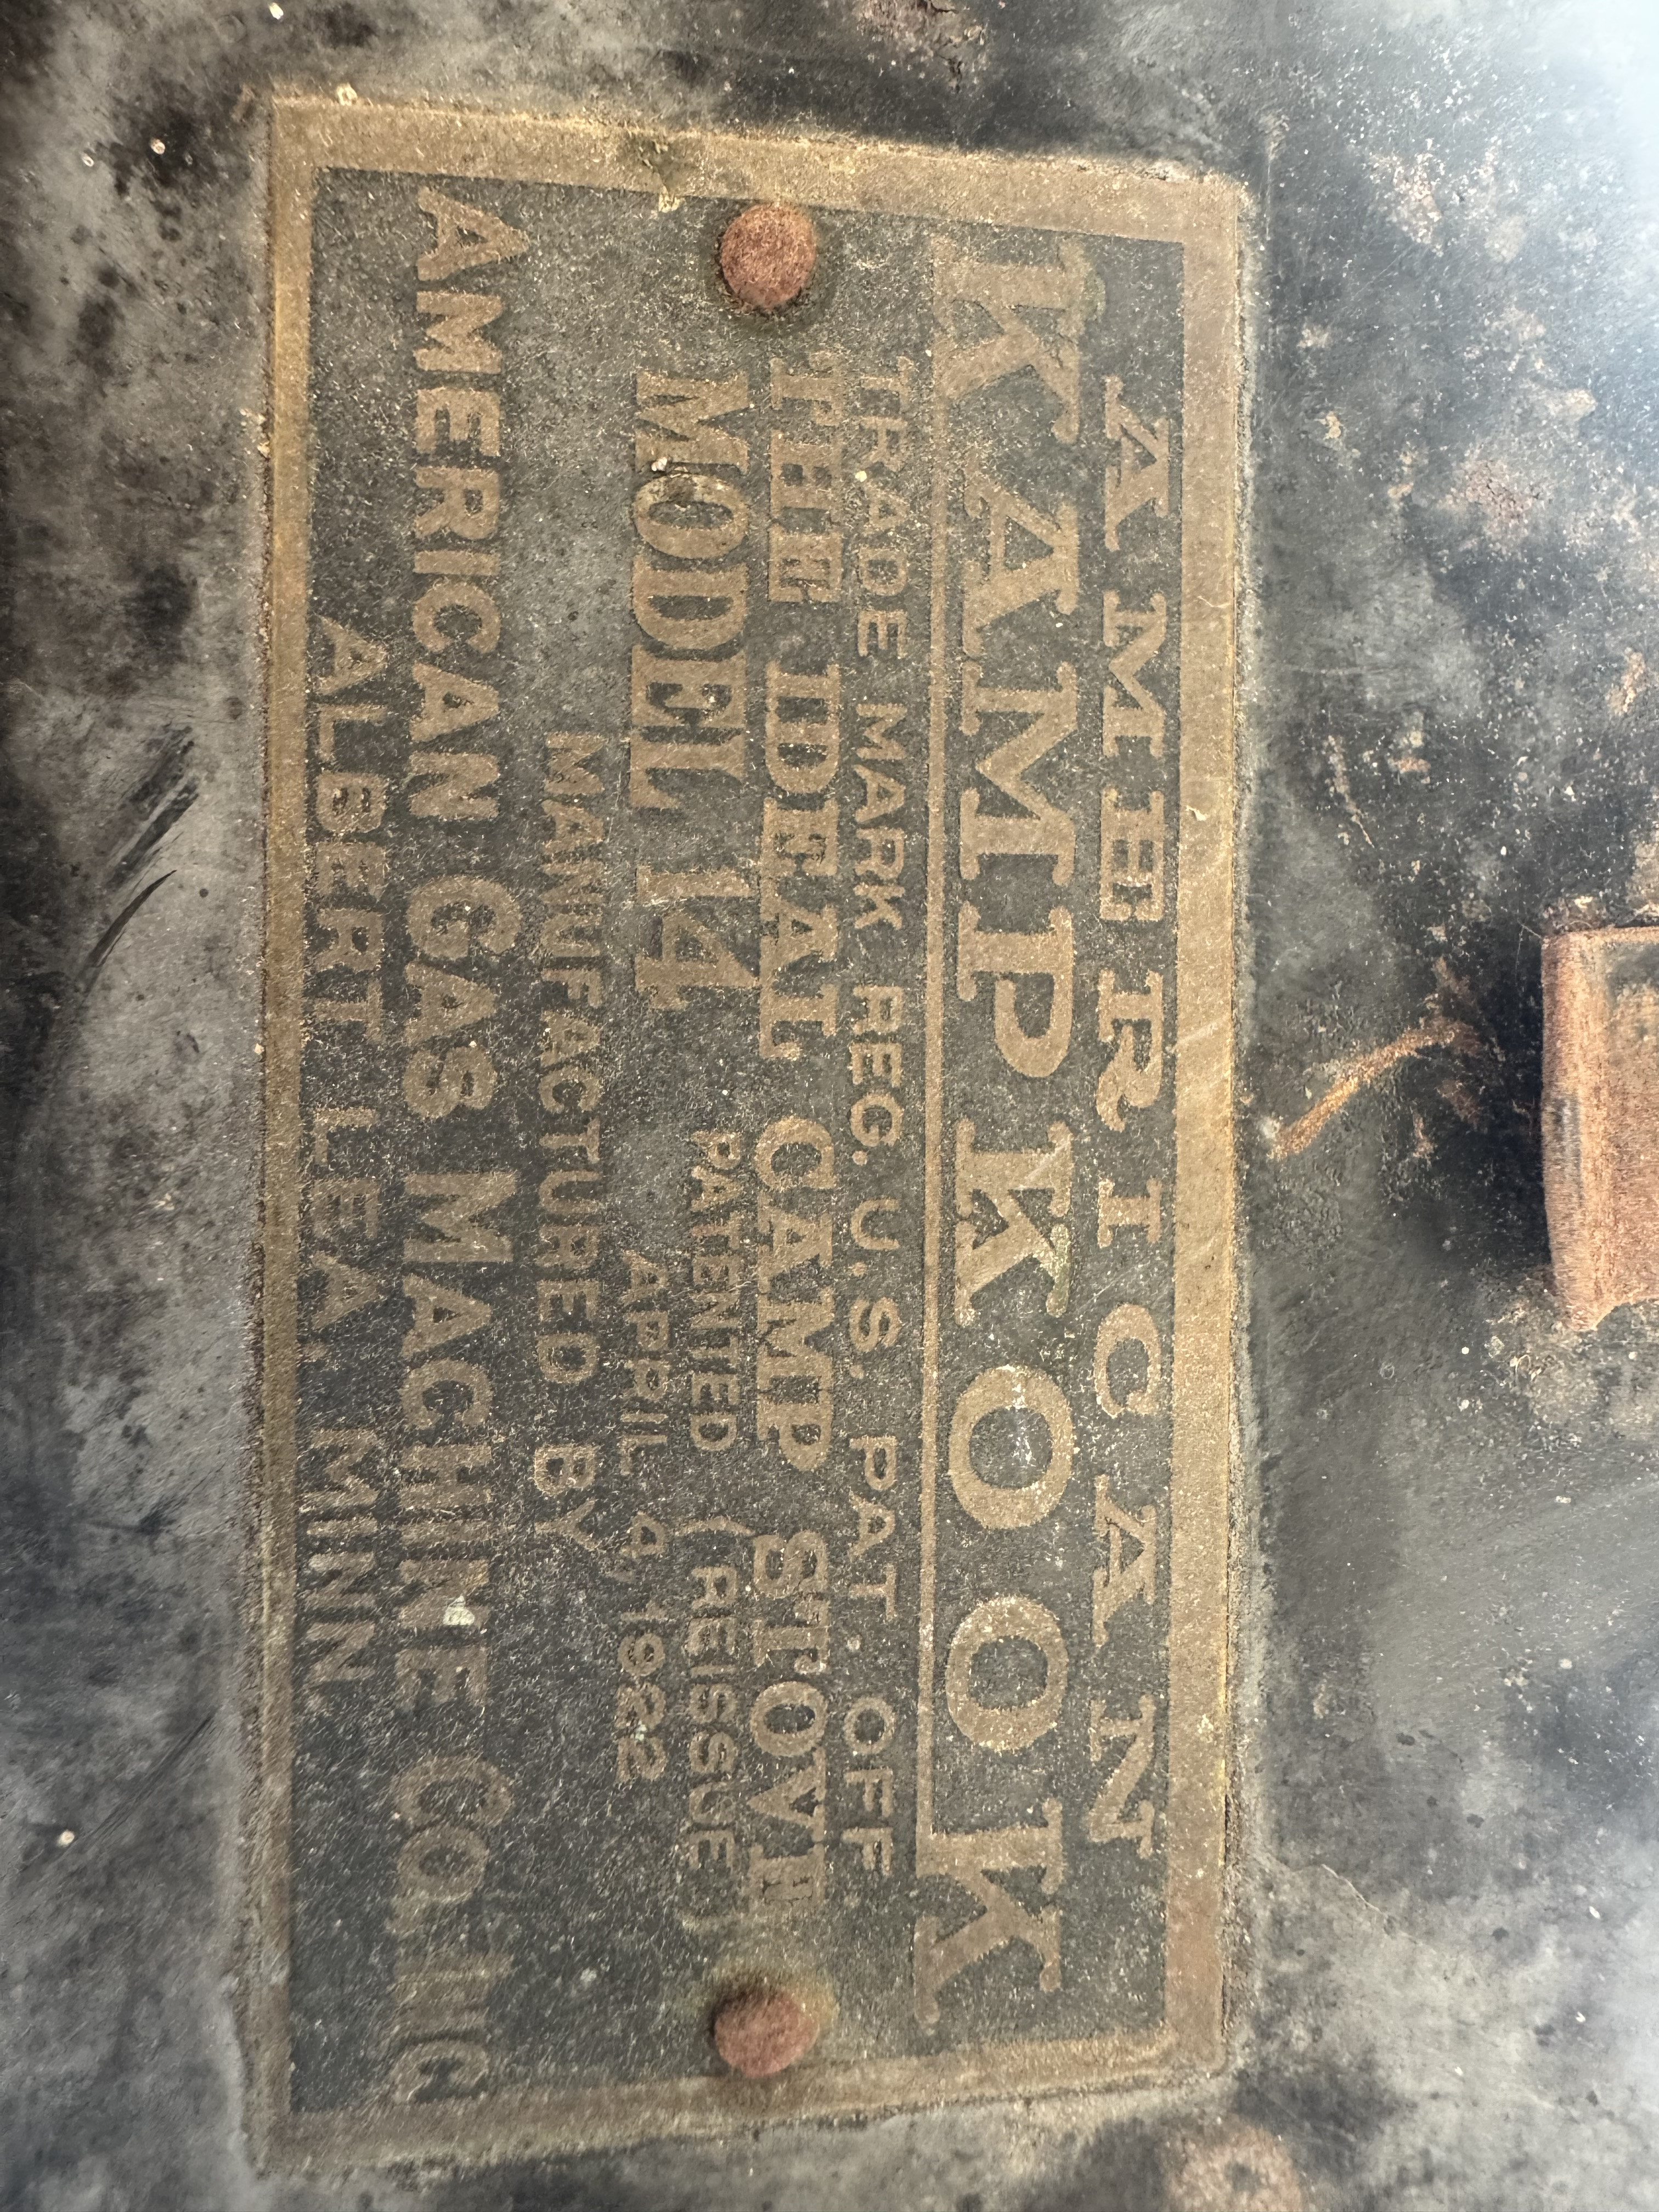 AMERICAN
KAMPKOOK
TRADE MARK REG. U.S. PAT. OFF
THE IDEAL CAMP STOVE
MODEL 14 PATENTED (REISSUE)
APRIL 4, 1922
MANUFACTURED BY
AMERICAN GAS MACHINE CO. INC
ALBERT LEA, MINN.